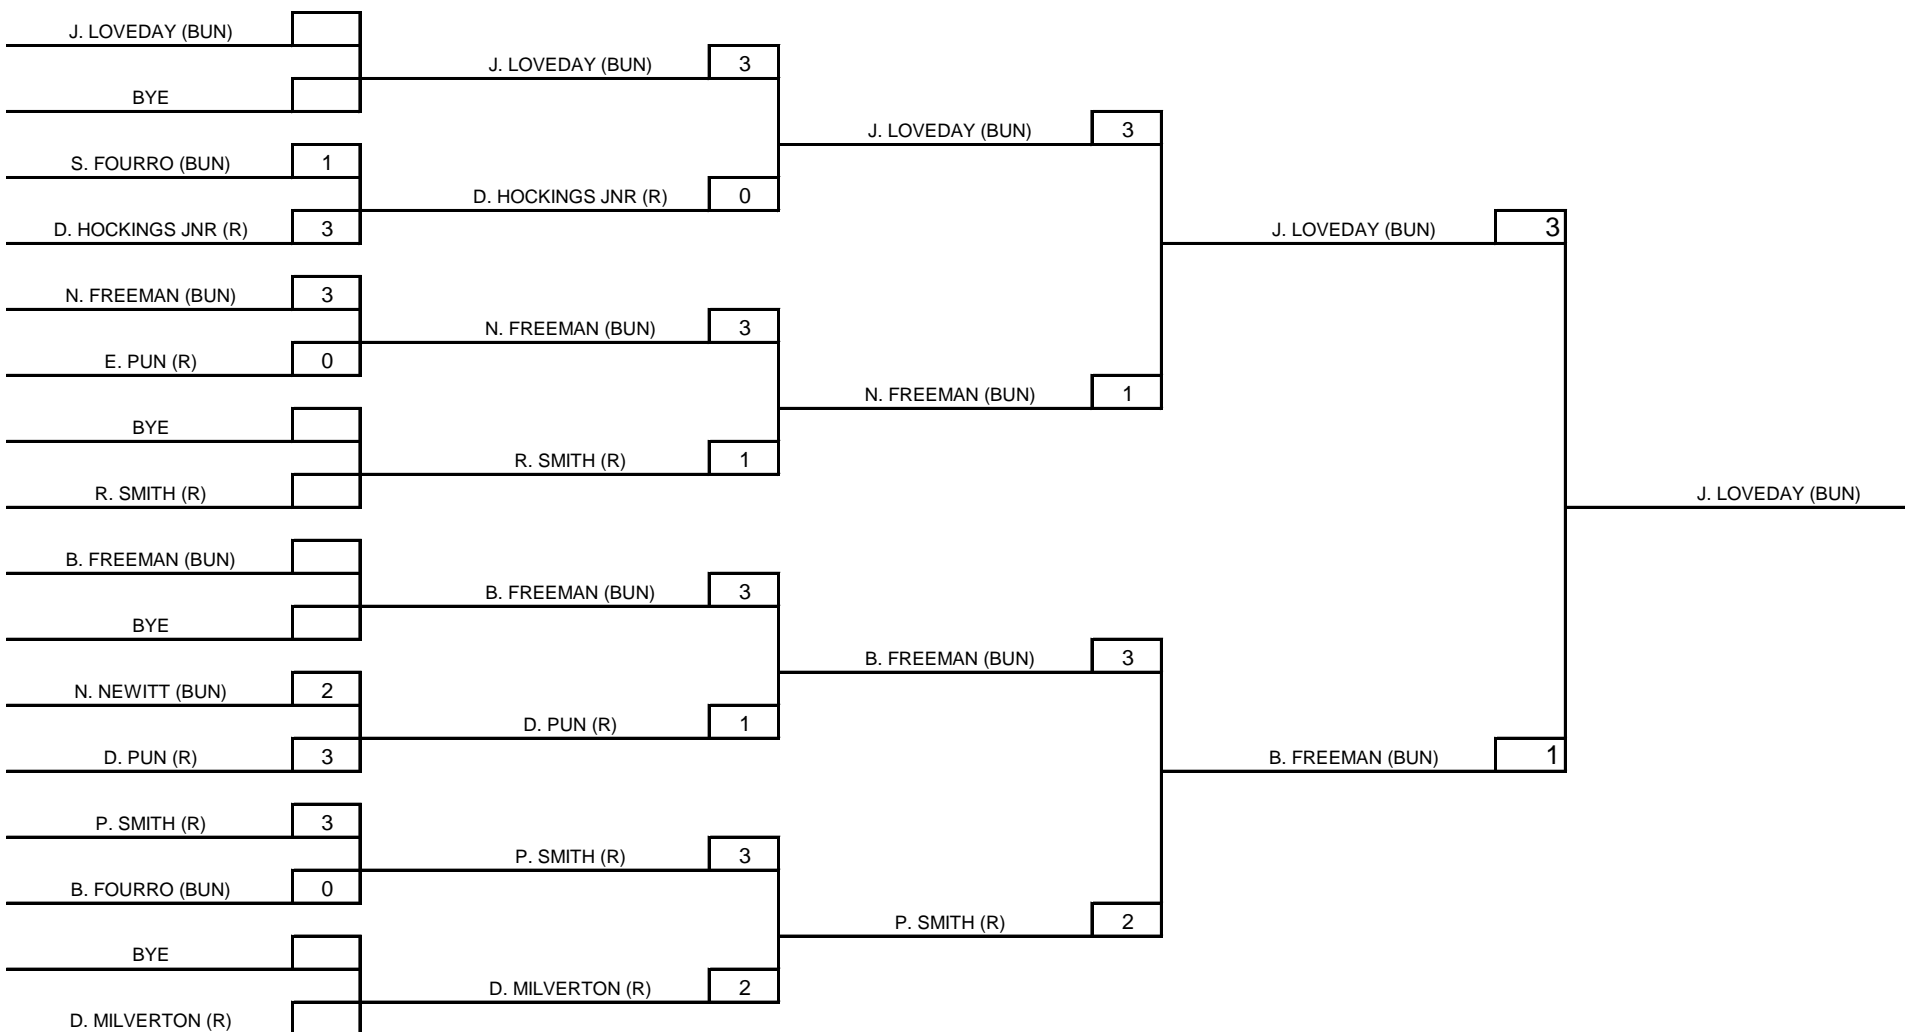 J. LOVEDAY (BUN)
BYE
S. FOURRO (BUN) 1
D. HOCKINGS JNR (R) 3
N. FREEMAN (BUN) 3
E. PUN (R) 0
BYE
R. SMITH (R)
B. FREEMAN (BUN)
BYE
N. NEWITT (BUN) 2
D. PUN (R) 3
P. SMITH (R) 3
B. FOURRO (BUN) 0
BYE
D. MILVERTON (R)
J. LOVEDAY (BUN) 3
D. HOCKINGS JNR (R) 0
N. FREEMAN (BUN) 3
R. SMITH (R) 1
B. FREEMAN (BUN) 3
D. PUN (R) 1
P. SMITH (R) 3
D. MILVERTON (R) 2
J. LOVEDAY (BUN) 3
N. FREEMAN (BUN) 1
B. FREEMAN (BUN) 3
P. SMITH (R) 2
J. LOVEDAY (BUN) 3
B. FREEMAN (BUN) 1
J. LOVEDAY (BUN)